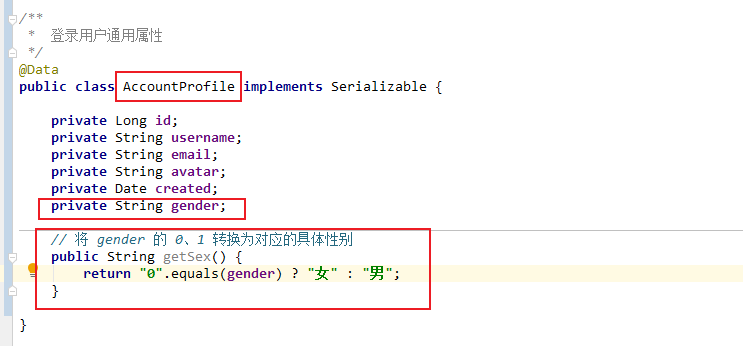 /**
 *  登录用户通用属性
 */
@Data
public class AccountProfile implements Serializable {
    private Long id;
    private String username;
    private String email;
    private String avatar;
    private Date created;
    private String gender;
    // 将 gender 的 0、1 转换为对应的具体性别
    public String getSex() {
        return "0".equals(gender) ? "女" : "男";
    }
}